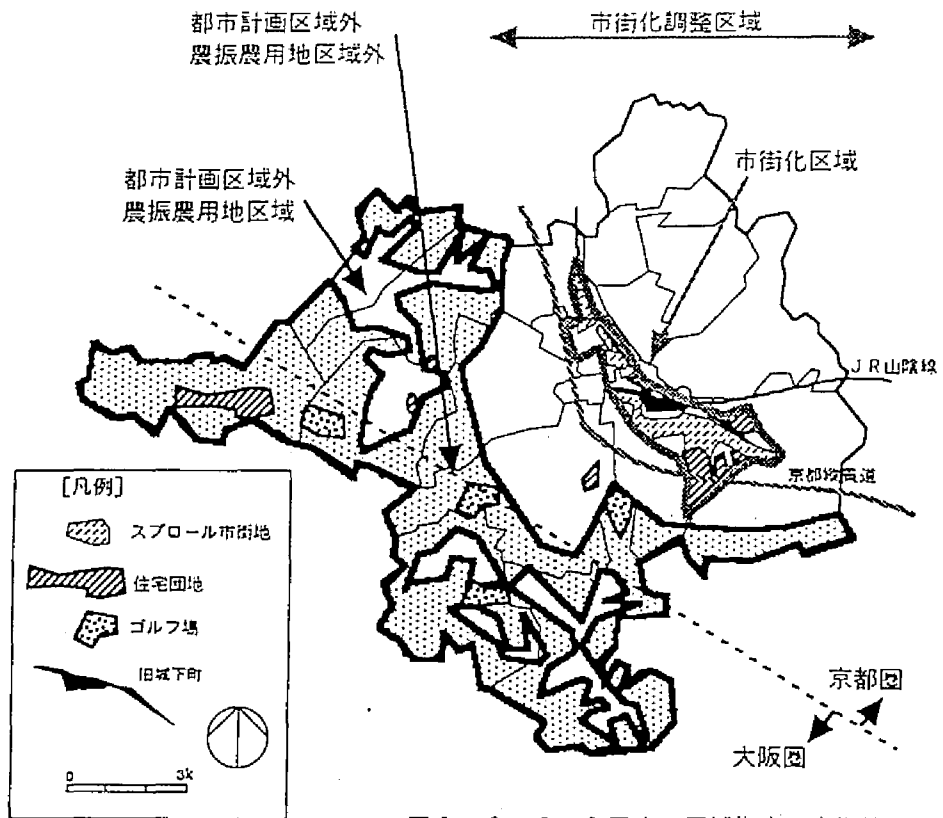 都市計画区域外
農振農用地区域外
市街化調整区域
都市計画区域外
農振農用地区域
市街化区域
JR山陰線
京都縦貫道
[凡例]
スプロール市街地
住宅団地
ゴルフ場
旧城下町
0 3k
京都圏
大阪圏